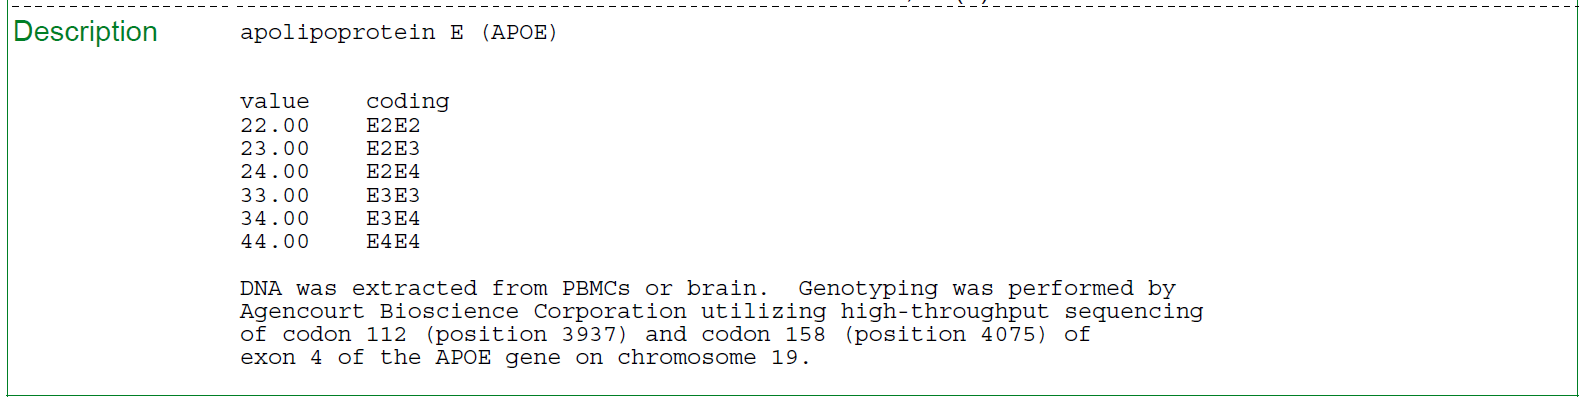 Description apolipoprotein E (APOE)
value coding
22.00 E2E2
23.00 E2E3
24.00 E2E4
33.00 E3E3
34.00 E3E4
44.00 E4E4
DNA was extracted from PBMCs or brain.  Genotyping was performed by
Agencourt Bioscience Corporation utilizing high-throughput sequencing
of codon 112 (position 3937) and codon 158 (position 4075) of
exon 4 of the APOE gene on chromosome 19.